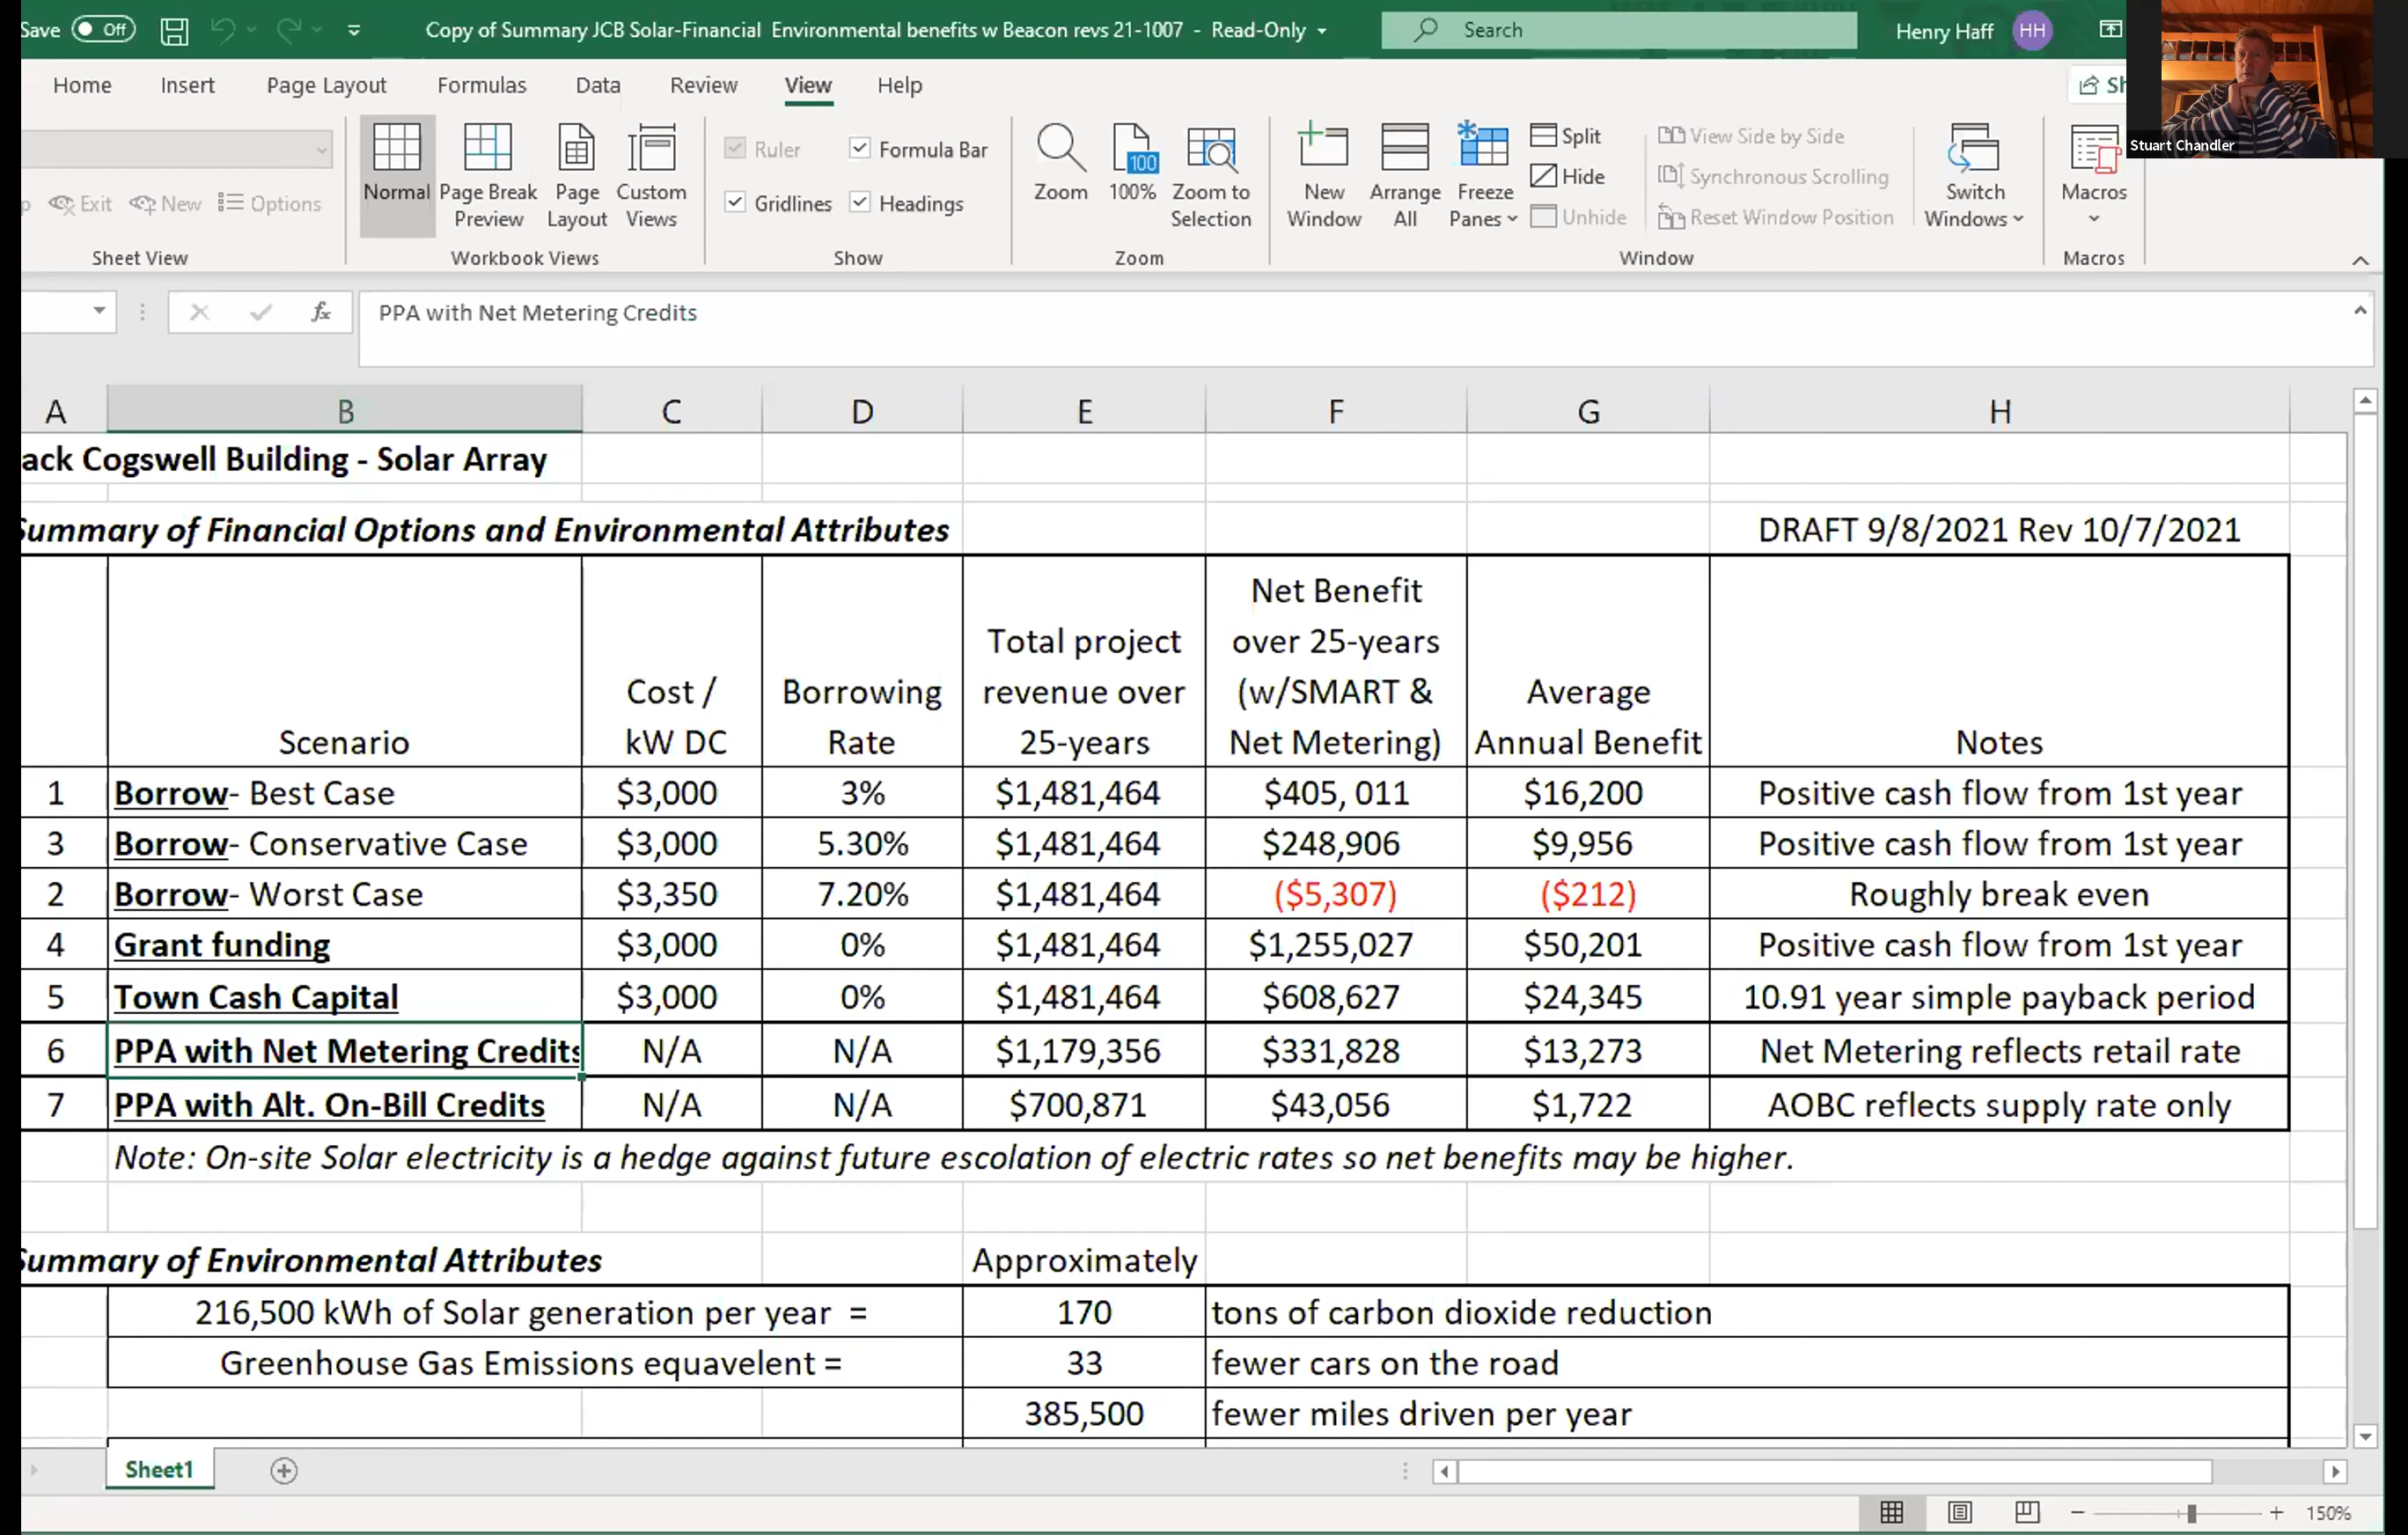 Save Off Copy of Summary JCB Solar-Financial Environmental benefits w Beacon revs 21-1007 - Read-Only Search Henry Haff HH
Home Insert Page Layout Formulas Data Review View Help Sh
Stuart Chandler
Exit New Options
Sheet View
Normal
Page Break Preview
Page Layout
Custom Views
Workbook Views
Ruler Formula Bar
Gridlines Headings
Show
Zoom
100
100%
Zoom to Selection
Zoom
New Window
Arrange All
Freeze Panes
Split
Hide
Unhide
View Side by Side
Synchronous Scrolling
Reset Window Position
Switch Windows
Window
Macros
Macros
fx PPA with Net Metering Credits
A B C D E F G H
ack Cogswell Building - Solar Array
Summary of Financial Options and Environmental Attributes DRAFT 9/8/2021 Rev 10/7/2021
Scenario
Cost / kW DC
Borrowing Rate
Total project revenue over 25-years
Net Benefit over 25-years (w/SMART & Net Metering)
Average Annual Benefit
Notes
1 Borrow- Best Case $3,000 3% $1,481,464 $405, 011 $16,200 Positive cash flow from 1st year
3 Borrow- Conservative Case $3,000 5.30% $1,481,464 $248,906 $9,956 Positive cash flow from 1st year
2 Borrow- Worst Case $3,350 7.20% $1,481,464 ($5,307) ($212) Roughly break even
4 Grant funding $3,000 0% $1,481,464 $1,255,027 $50,201 Positive cash flow from 1st year
5 Town Cash Capital $3,000 0% $1,481,464 $608,627 $24,345 10.91 year simple payback period
6 PPA with Net Metering Credits N/A N/A $1,179,356 $331,828 $13,273 Net Metering reflects retail rate
7 PPA with Alt. On-Bill Credits N/A N/A $700,871 $43,056 $1,722 AOBC reflects supply rate only
Note: On-site Solar electricity is a hedge against future escolation of electric rates so net benefits may be higher.
Summary of Environmental Attributes Approximately
216,500 kWh of Solar generation per year = 170 tons of carbon dioxide reduction
Greenhouse Gas Emissions equavelent = 33 fewer cars on the road
385,500 fewer miles driven per year
Sheet1
150%